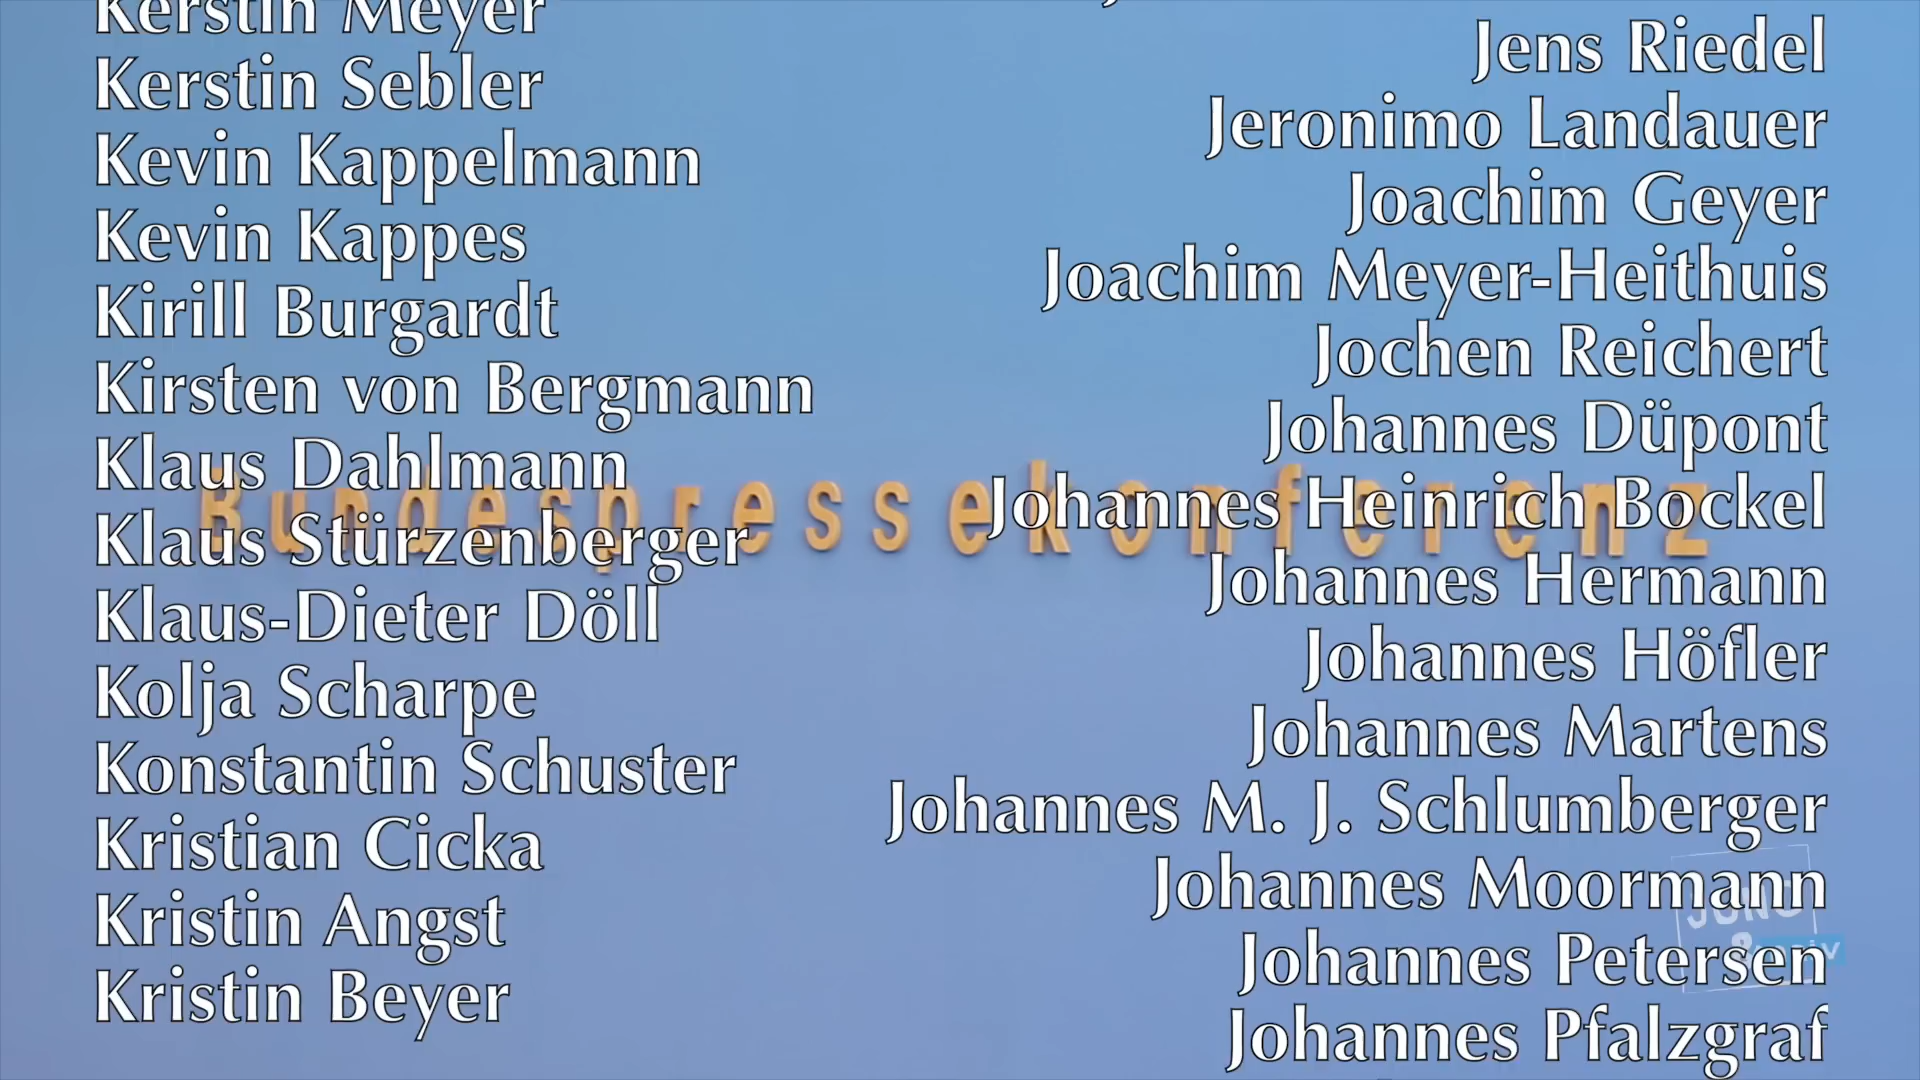 Kerstin Meyer
Kerstin Sebler
Kevin Kappelmann
Kevin Kappes
Kirill Burgardt
Kirsten von Bergmann
Klaus Dahlmann
Klaus Stürzenberger
Klaus-Dieter Döll
Kolja Scharpe
Konstantin Schuster
Kristian Cicka
Kristin Angst
Kristin Beyer
Jens Riedel
Jeronimo Landauer
Joachim Geyer
Joachim Meyer-Heithuis
Jochen Reichert
Johannes Düpont
Johannes Heinrich Bockel
Johannes Hermann
Johannes Höfler
Johannes Martens
Johannes M. J. Schlumberger
Johannes Moormann
Johannes Petersen
Johannes Pfalzgraf
Bundespressekonferenz
JUNG
&